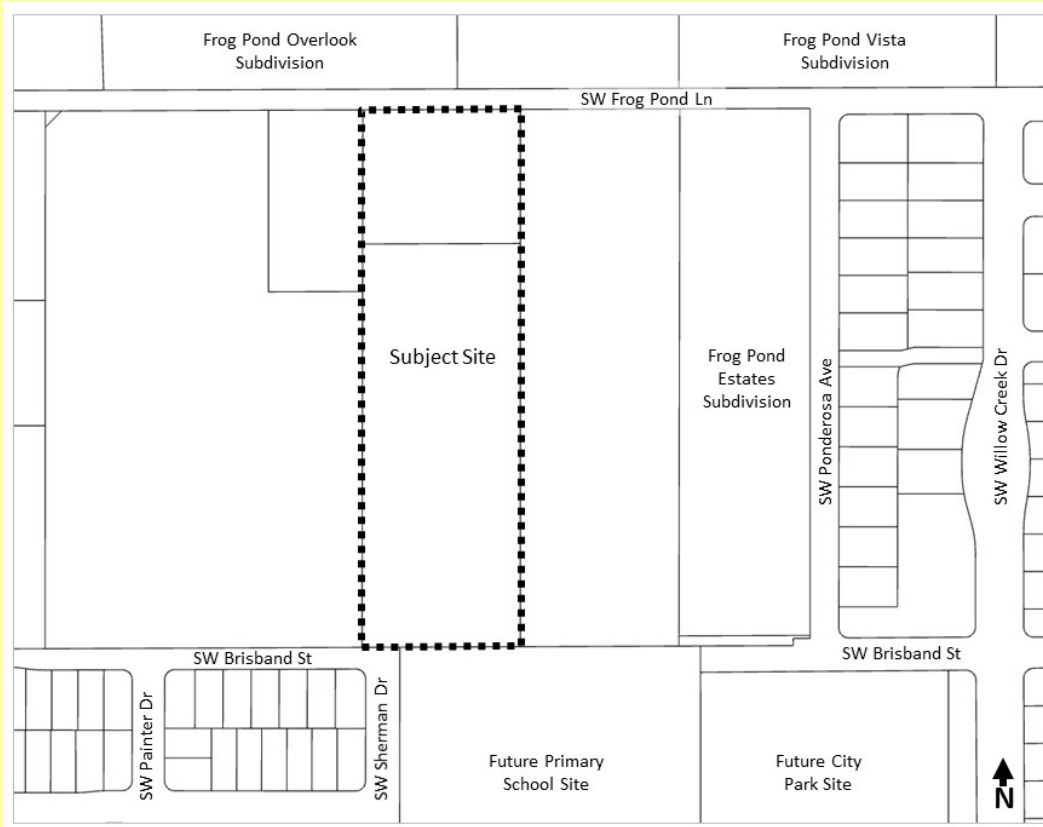 Frog Pond Overlook
Subdivision
Frog Pond Vista
Subdivision
SW Frog Pond Ln
Subject Site
Frog Pond
Estates
Subdivision
SW Ponderosa Ave
SW Willow Creek Dr
SW Brisband St
SW Brisband St
SW Painter Dr
SW Sherman Dr
Future Primary
School Site
Future City
Park Site
N